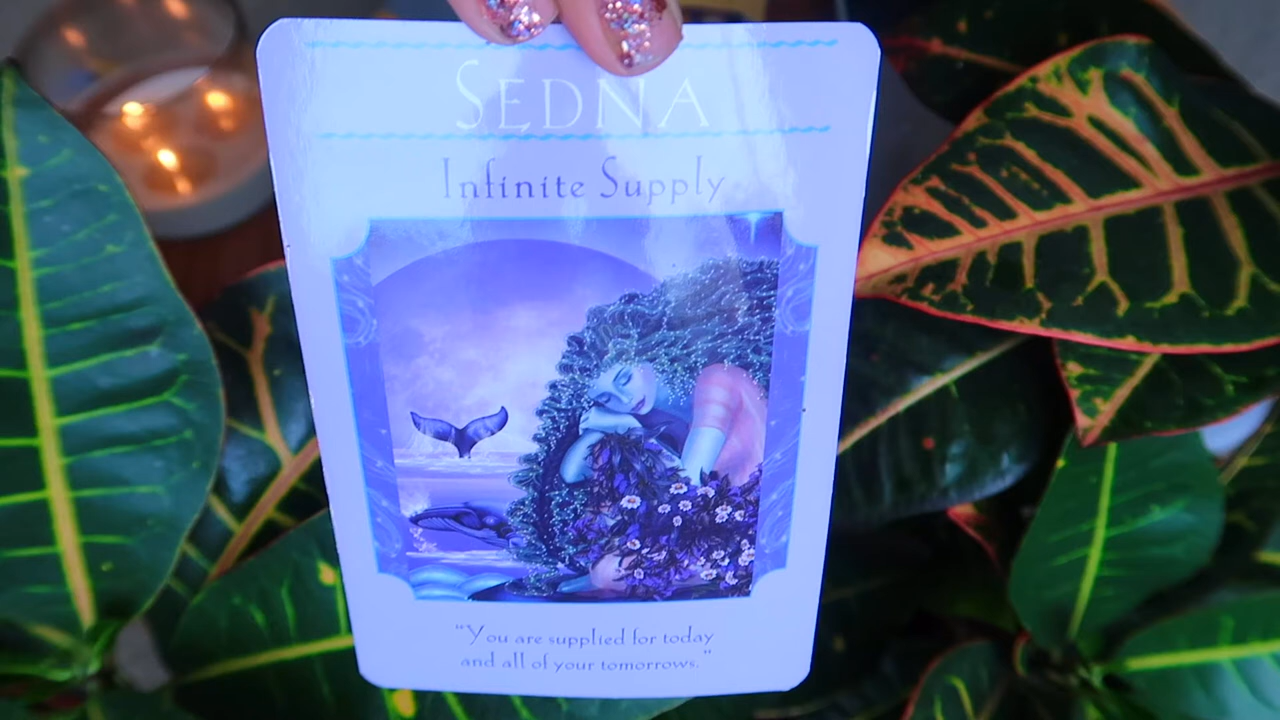 SEDNA
Infinite Supply
“You are supplied for today
and all of your tomorrows.”